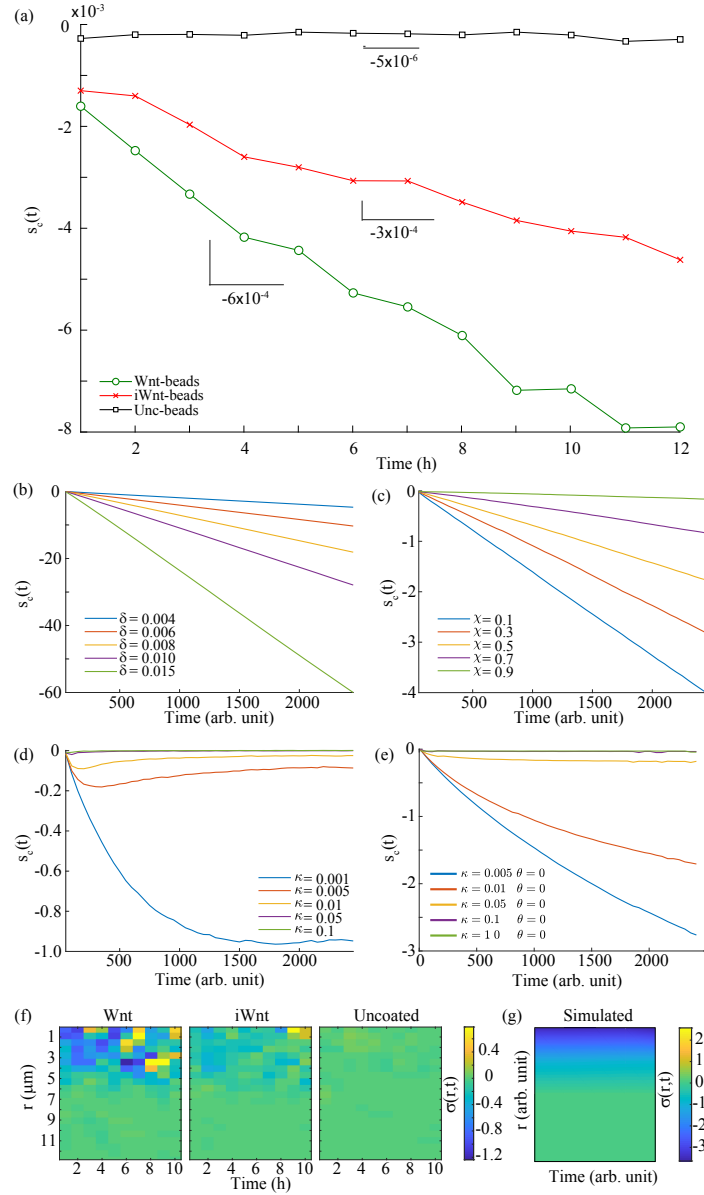 (a)
×10⁻³
0
-2
-4
-6
-8
s_c(t)
-5x10⁻⁶
-3x10⁻⁴
-6x10⁻⁴
Wnt-beads
iWnt-beads
Unc-beads
2 4 6 8 10 12
Time (h)
(b)
0
-20
-40
-60
s_c(t)
δ = 0.004
δ = 0.006
δ = 0.008
δ = 0.010
δ = 0.015
500 1000 1500 2000
Time (arb. unit)
(c)
0
-1
-2
-3
-4
s_c(t)
χ = 0.1
χ = 0.3
χ = 0.5
χ = 0.7
χ = 0.9
500 1000 1500 2000
Time (arb. unit)
(d)
0
-0.2
-0.4
-0.6
-0.8
-1.0
s_c(t)
κ = 0.001
κ = 0.005
κ = 0.01
κ = 0.05
κ = 0.1
500 1000 1500 2000
Time (arb. unit)
(e)
0
-1
-2
-3
s_c(t)
κ = 0.005 θ = 0
κ = 0.01 θ = 0
κ = 0.05 θ = 0
κ = 0.1 θ = 0
κ = 1 0 θ = 0
0 500 1000 1500 2000
Time (arb. unit)
(f)
Wnt iWnt Uncoated
1
3
5
7
9
11
r (μm)
2 4 6 8 10 2 4 6 8 10 2 4 6 8 10
Time (h)
0.4
0
-0.4
-0.8
-1.2
σ(r,t)
(g)
Simulated
r (arb. unit)
Time (arb. unit)
2
1
0
-1
-2
-3
σ(r,t)